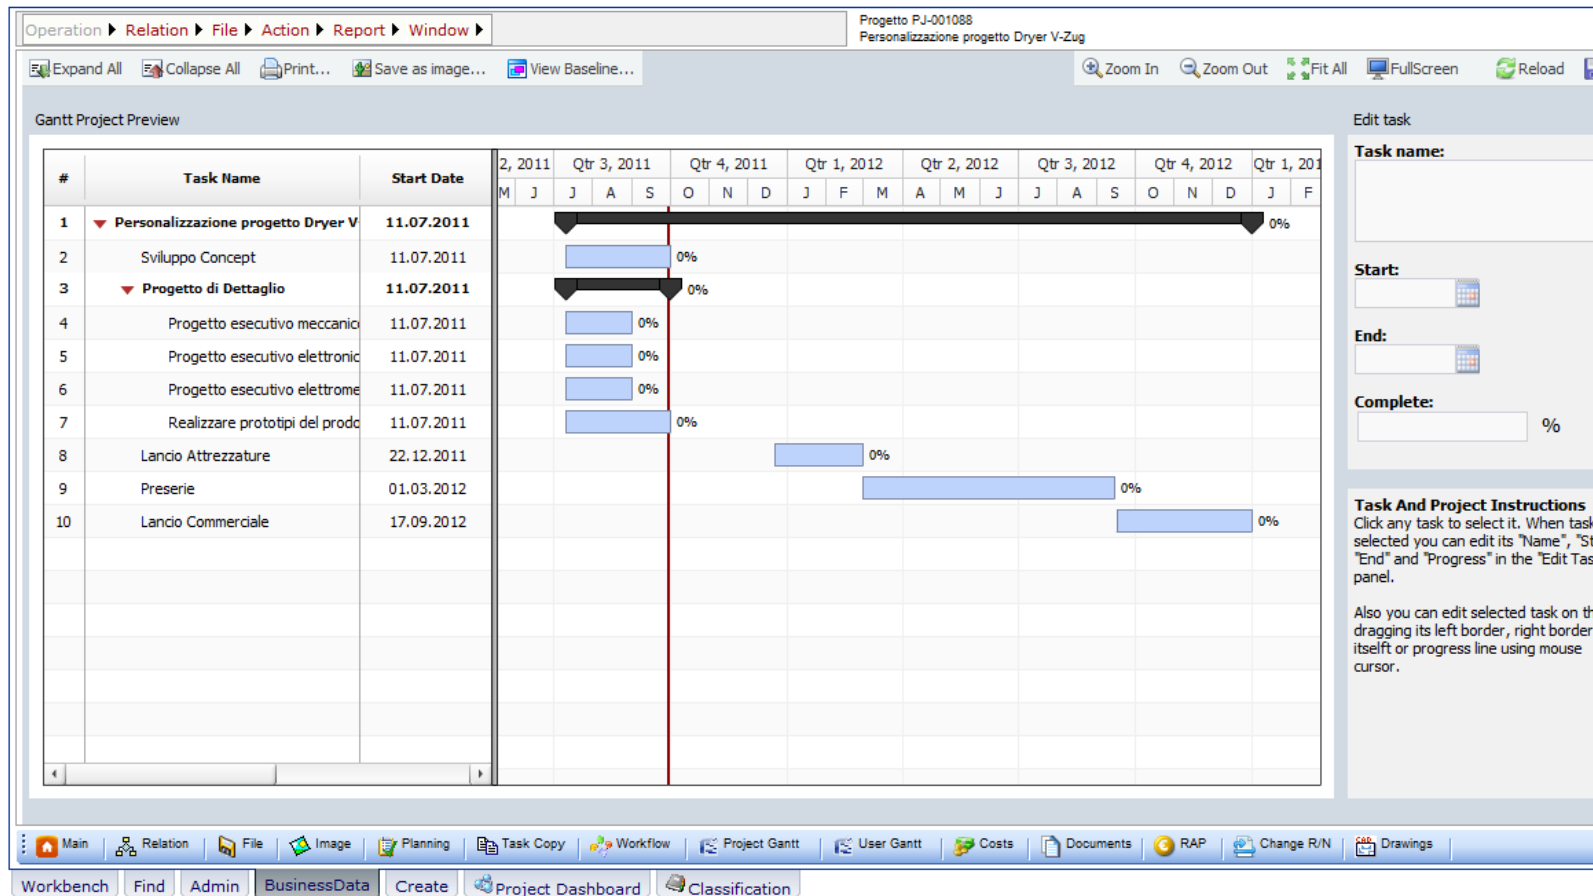 Operation Relation File Action Report Window
Progetto PJ-001088
Personalizzazione progetto Dryer V-Zug
Expand All Collapse All Print... Save as image... View Baseline... Zoom In Zoom Out Fit All FullScreen Reload
Gantt Project Preview
Edit task
# Task Name Start Date
2, 2011 Qtr 3, 2011 Qtr 4, 2011 Qtr 1, 2012 Qtr 2, 2012 Qtr 3, 2012 Qtr 4, 2012 Qtr 1, 201
M J J A S O N D J F M A M J J A S O N D J F
1 Personalizzazione progetto Dryer V 11.07.2011 0%
2 Sviluppo Concept 11.07.2011 0%
3 Progetto di Dettaglio 11.07.2011 0%
4 Progetto esecutivo meccanico 11.07.2011 0%
5 Progetto esecutivo elettronic 11.07.2011 0%
6 Progetto esecutivo elettrome 11.07.2011 0%
7 Realizzare prototipi del prodo 11.07.2011 0%
8 Lancio Attrezzature 22.12.2011 0%
9 Preserie 01.03.2012 0%
10 Lancio Commerciale 17.09.2012 0%
Task name:
Start:
End:
Complete:
%
Task And Project Instructions
Click any task to select it. When task
selected you can edit its "Name", "St
"End" and "Progress" in the "Edit Tas
panel.
Also you can edit selected task on th
dragging its left border, right border
itselft or progress line using mouse
cursor.
Main Relation File Image Planning Task Copy Workflow Project Gantt User Gantt Costs Documents RAP Change R/N Drawings
Workbench Find Admin BusinessData Create Project Dashboard Classification